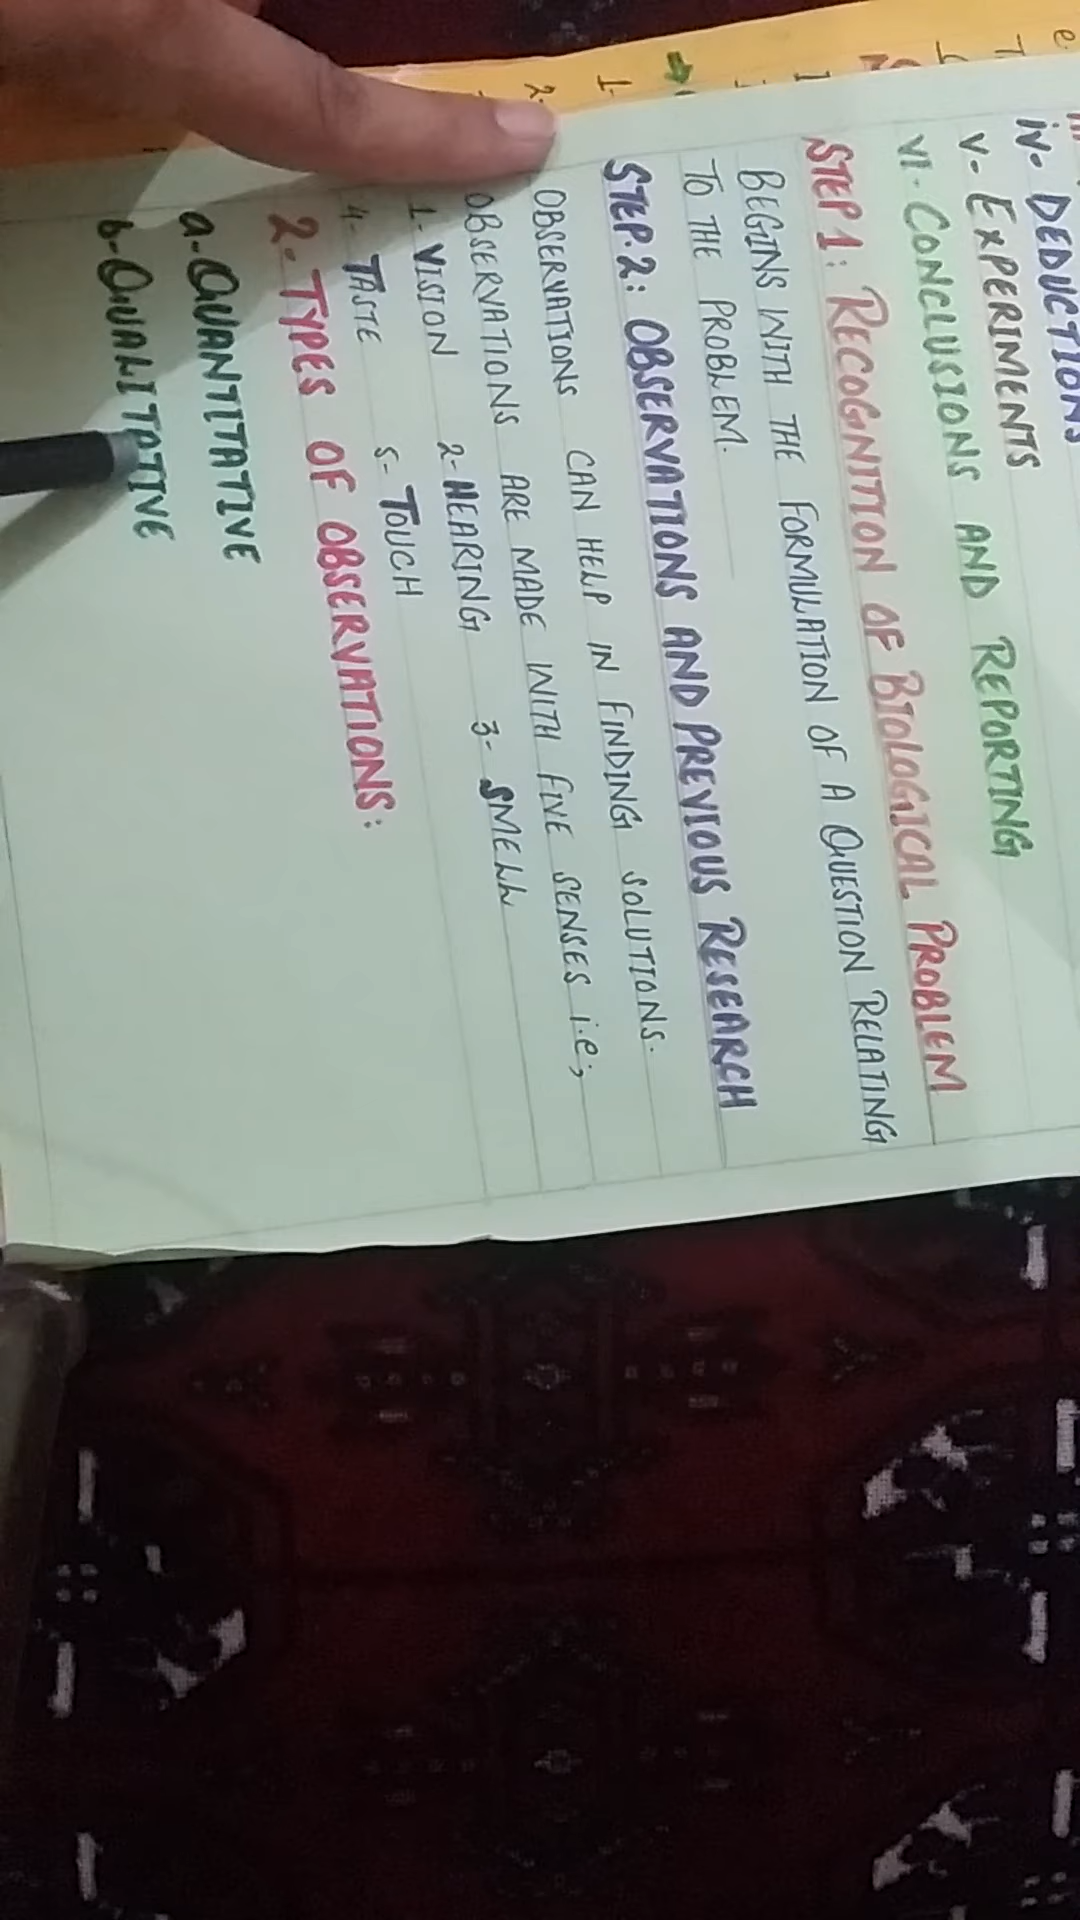 iv- DEDUCTIONS
v- EXPERIMENTS
VI- CONCLUSIONS AND REPORTING
STEP 1: RECOGNITION OF BIOLOGICAL PROBLEM
BEGINS WITH THE FORMULATION OF A QUESTION RELATING
TO THE PROBLEM.
STEP.2: OBSERVATIONS AND PREVIOUS RESEARCH
OBSERVATIONS CAN HELP IN FINDING SOLUTIONS.
OBSERVATIONS ARE MADE WITH FIVE SENSES i.e;
1- VISION 2- HEARING 3- SMELL
4- TASTE 5- TOUCH
2- TYPES OF OBSERVATIONS:
a- QUANTITATIVE
b- QUALITATIVE